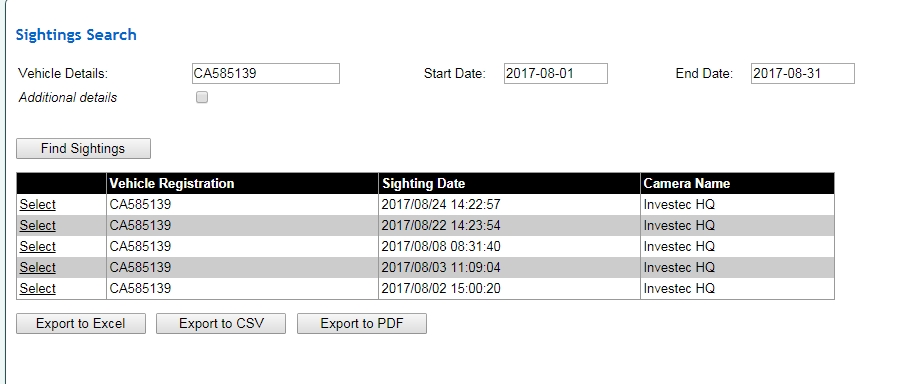 Sightings Search
Vehicle Details: CA585139 Start Date: 2017-08-01 End Date: 2017-08-31
Additional details
Find Sightings
Vehicle Registration Sighting Date Camera Name
Select CA585139 2017/08/24 14:22:57 Investec HQ
Select CA585139 2017/08/22 14:23:54 Investec HQ
Select CA585139 2017/08/08 08:31:40 Investec HQ
Select CA585139 2017/08/03 11:09:04 Investec HQ
Select CA585139 2017/08/02 15:00:20 Investec HQ
Export to Excel Export to CSV Export to PDF